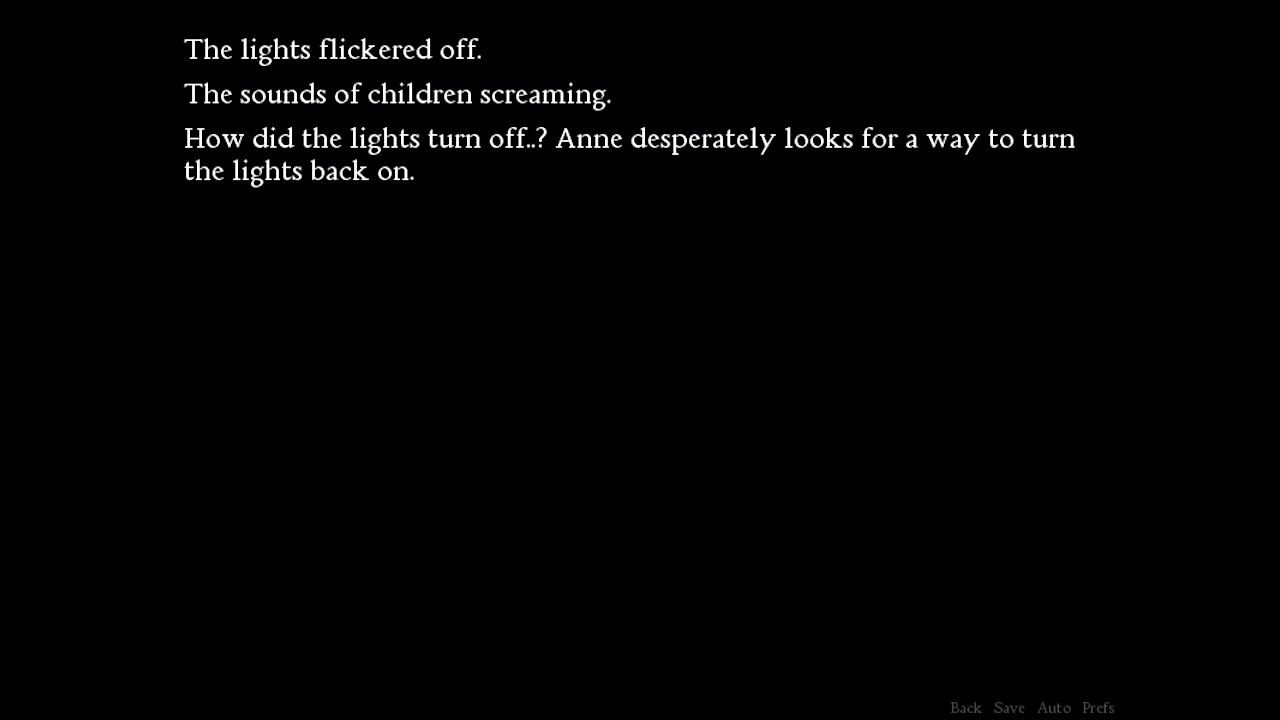 The lights flickered off.
The sounds of children screaming.
How did the lights turn off..? Anne desperately looks for a way to turn
the lights back on.
Back Save Auto Prefs